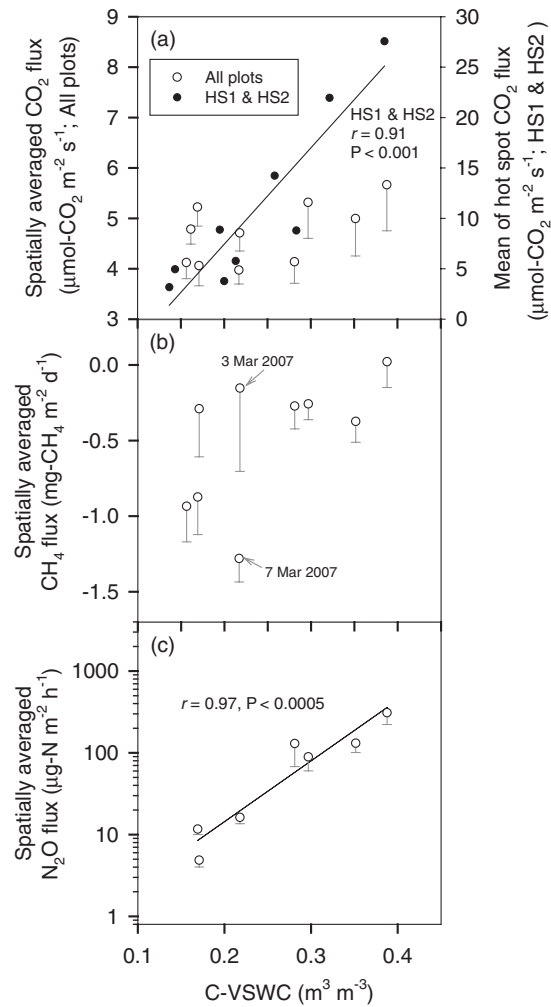 (a)
All plots
HS1 & HS2
HS1 & HS2
r = 0.91
P < 0.001
9
8
7
6
5
4
3
30
25
20
15
10
5
0
Spatially averaged CO2 flux
(μmol-CO2 m-2 s-1; All plots)
Mean of hot spot CO2 flux
(μmol-CO2 m-2 s-1; HS1 & HS2)
(b)
3 Mar 2007
7 Mar 2007
0.0
-0.5
-1.0
-1.5
Spatially averaged
CH4 flux (mg-CH4 m-2 d-1)
(c)
r = 0.97, P < 0.0005
1000
100
10
1
Spatially averaged
N2O flux (μg-N m-2 h-1)
0.1
0.2
0.3
0.4
C-VSWC (m3 m-3)